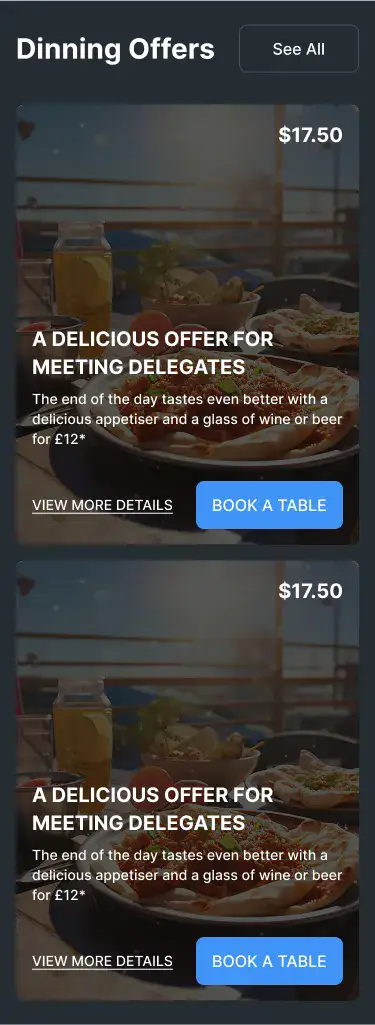 Dinning Offers
See All
$17.50
A DELICIOUS OFFER FOR
MEETING DELEGATES
The end of the day tastes even better with a
delicious appetiser and a glass of wine or beer
for £12*
VIEW MORE DETAILS
BOOK A TABLE
$17.50
A DELICIOUS OFFER FOR
MEETING DELEGATES
The end of the day tastes even better with a
delicious appetiser and a glass of wine or beer
for £12*
VIEW MORE DETAILS
BOOK A TABLE